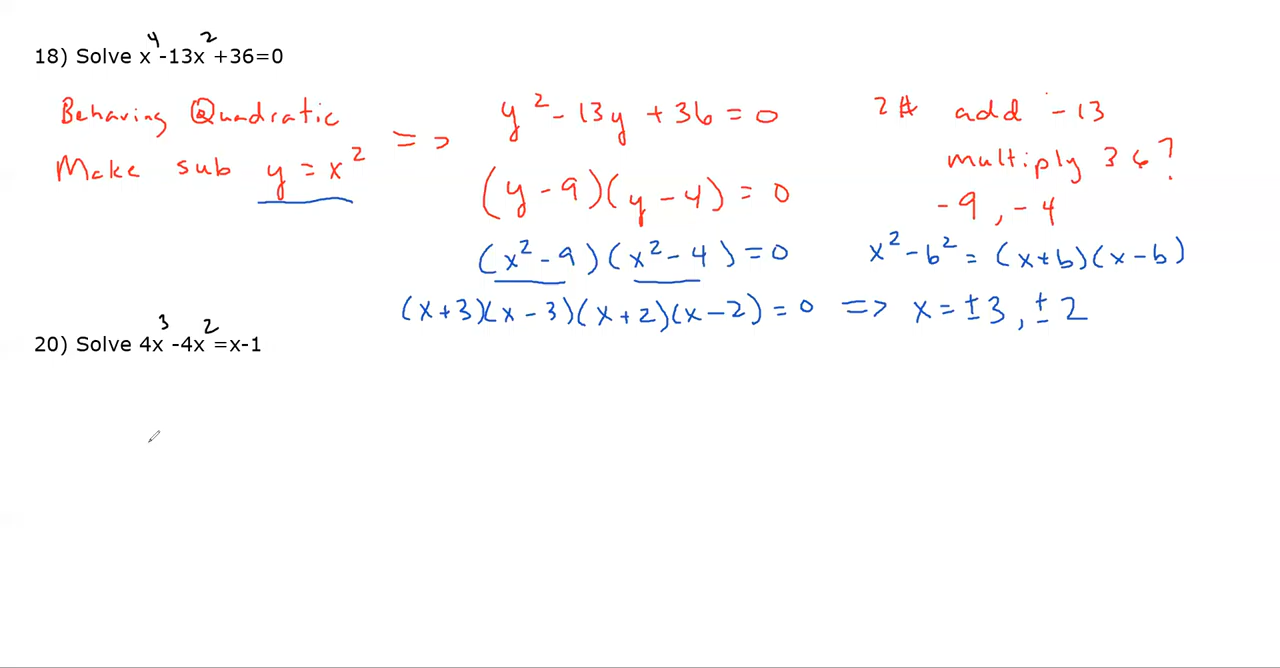 18) Solve x⁴-13x²+36=0
Behaving Quadratic
Make sub y = x²
=> y² - 13y + 36 = 0
(y - 9)(y - 4) = 0
(x² - 9)(x² - 4) = 0
(x+3)(x - 3)(x+2)(x-2) = 0 => x = ±3, ±2
2 # add -13
multiply 36?
-9, -4
x² - b² = (x+b)(x-b)
20) Solve 4x³-4x²=x-1